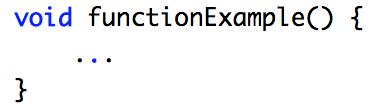 void functionExample() {
    ...
}